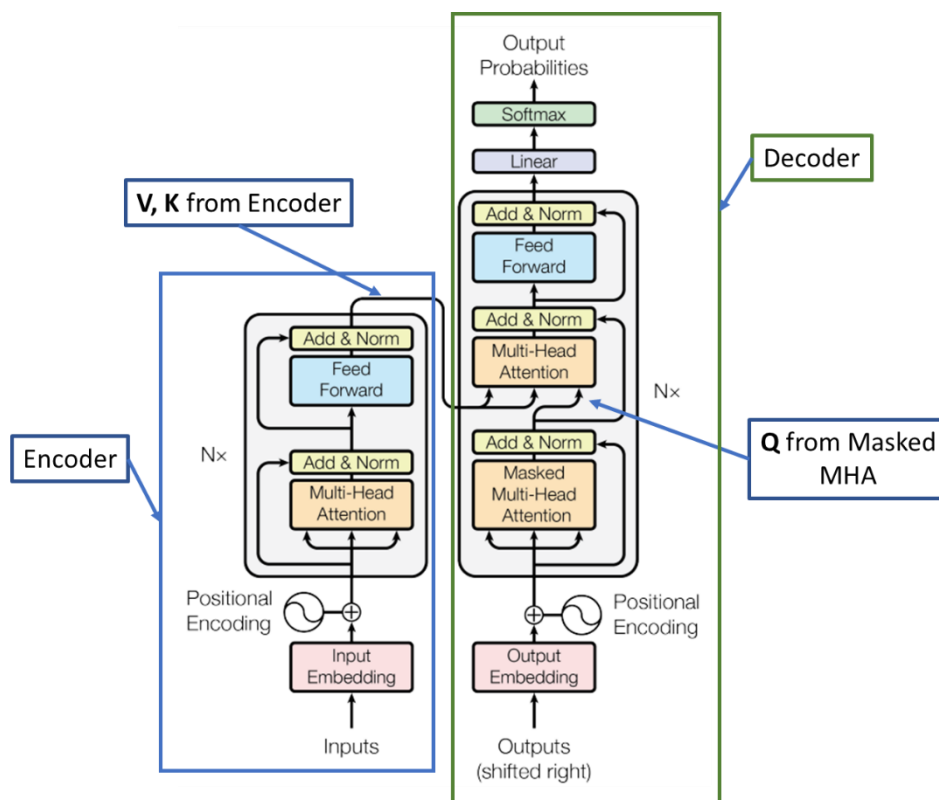 Output
Probabilities
Softmax
Linear
Decoder
V, K from Encoder
Add & Norm
Feed
Forward
Add & Norm
Multi-Head
Attention
N×
Q from Masked
MHA
Add & Norm
Masked
Multi-Head
Attention
Add & Norm
Feed
Forward
Encoder
N×
Add & Norm
Multi-Head
Attention
Positional
Encoding
Positional
Encoding
Input
Embedding
Output
Embedding
Inputs
Outputs
(shifted right)